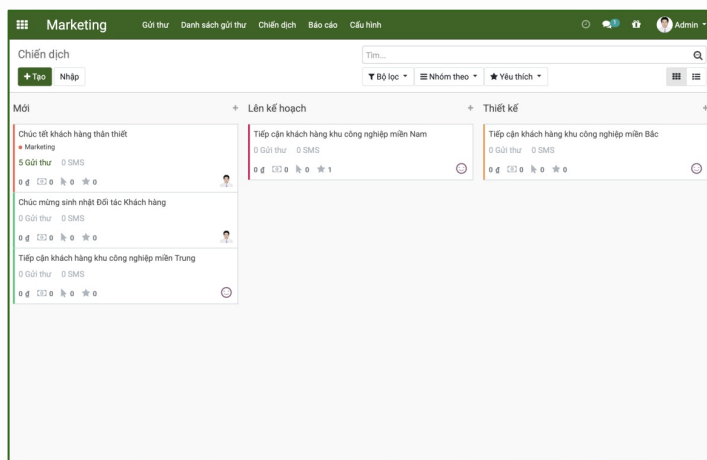 Marketing Gửi thư Danh sách gửi thư Chiến dịch Báo cáo Cấu hình 1 Admin
Chiến dịch Tìm...
+ Tạo Nhập Bộ lọc Nhóm theo Yêu thích
Mới + Lên kế hoạch + Thiết kế +
Chúc tết khách hàng thân thiết
Marketing
5 Gửi thư 0 SMS
0 ₫ 0 0 0
Chúc mừng sinh nhật Đối tác Khách hàng
0 Gửi thư 0 SMS
0 ₫ 0 0 0
Tiếp cận khách hàng khu công nghiệp miền Trung
0 Gửi thư 0 SMS
0 ₫ 0 0 0
Tiếp cận khách hàng khu công nghiệp miền Nam
0 Gửi thư 0 SMS
0 ₫ 0 0 1
Tiếp cận khách hàng khu công nghiệp miền Bắc
0 Gửi thư 0 SMS
0 ₫ 0 0 0